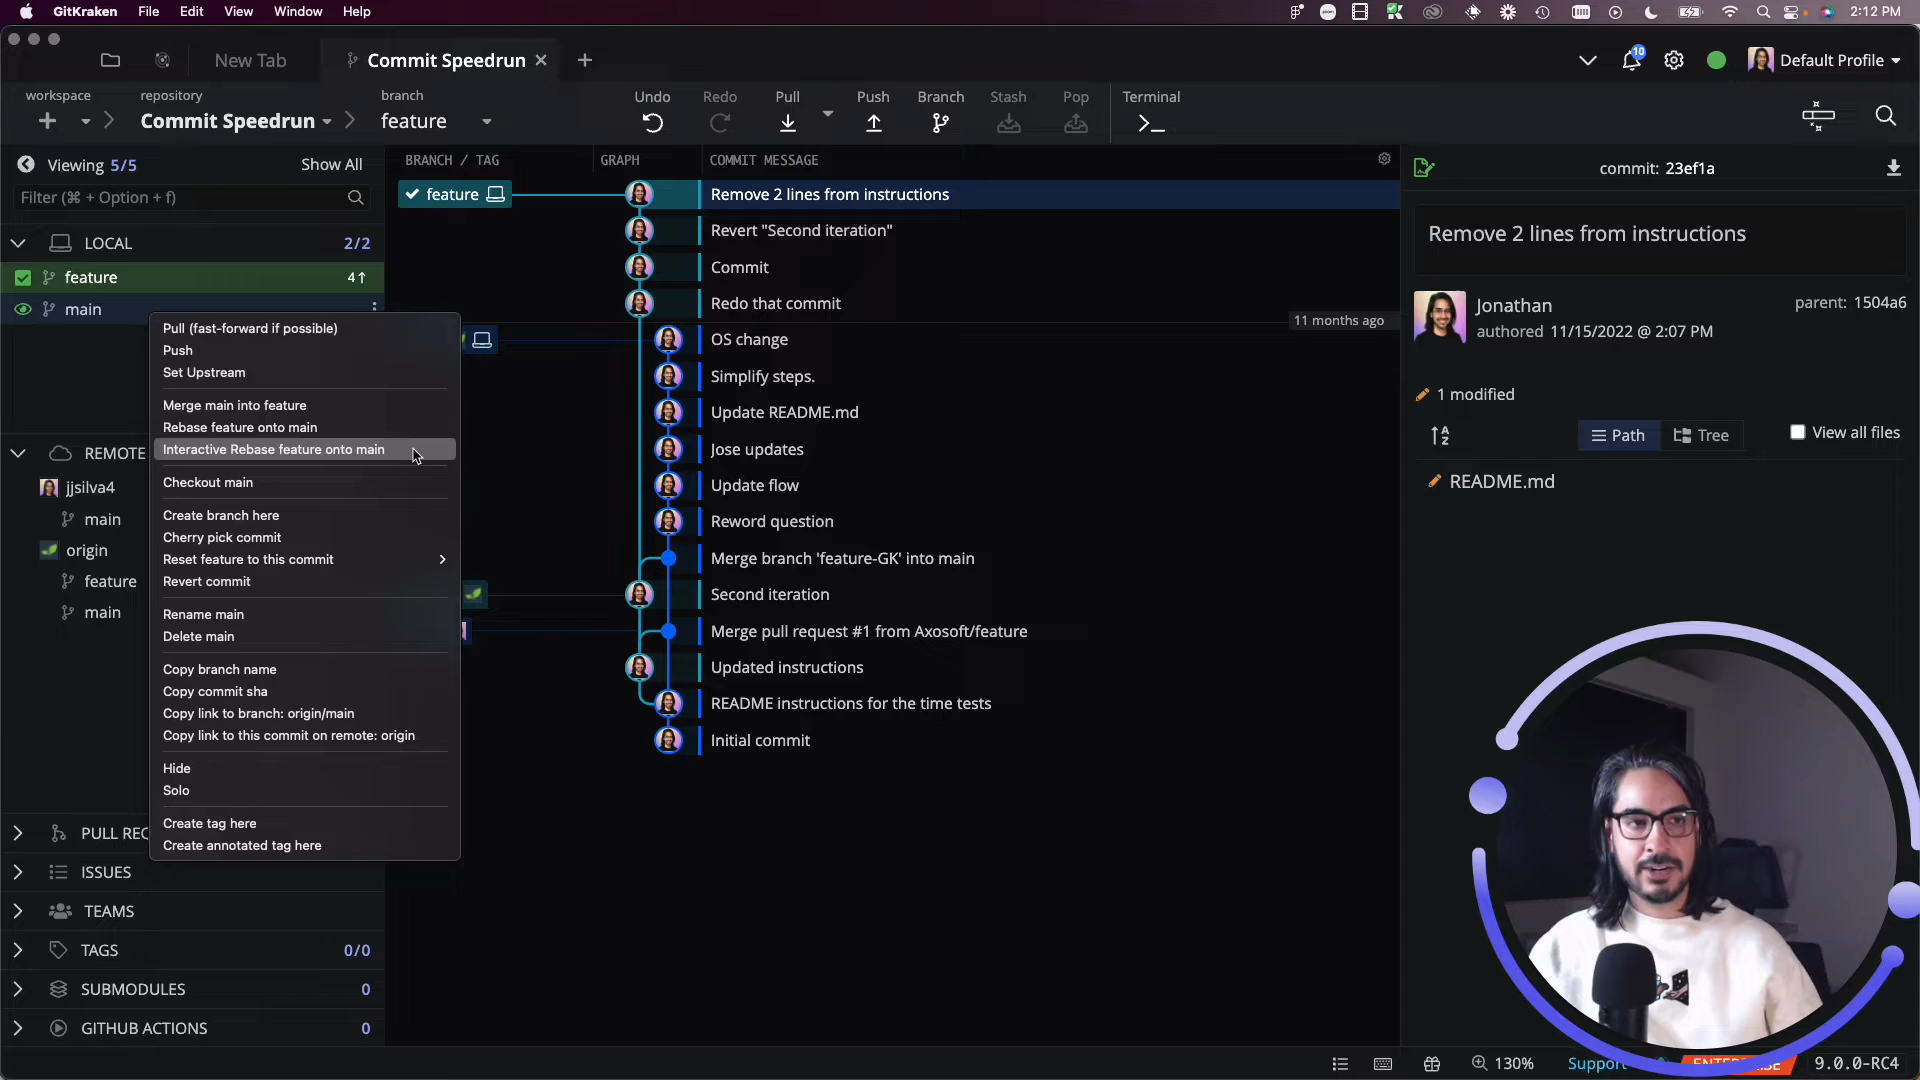 GitKraken File Edit View Window Help 2:12 PM
New Tab Commit Speedrun 10 Default Profile
workspace repository branch
Commit Speedrun feature
Undo Redo Pull Push Branch Stash Pop Terminal
Viewing 5/5 Show All
Filter (⌘ + Option + f)
LOCAL 2/2
feature 4↑
main
Pull (fast-forward if possible)
Push
Set Upstream
Merge main into feature
Rebase feature onto main
Interactive Rebase feature onto main
Checkout main
Create branch here
Cherry pick commit
Reset feature to this commit
Revert commit
Rename main
Delete main
Copy branch name
Copy commit sha
Copy link to branch: origin/main
Copy link to this commit on remote: origin
Hide
Solo
Create tag here
Create annotated tag here
REMOTE
jjsilva4
main
origin
feature
main
PULL REQ
ISSUES
TEAMS
TAGS 0/0
SUBMODULES 0
GITHUB ACTIONS 0
BRANCH / TAG GRAPH COMMIT MESSAGE
feature Remove 2 lines from instructions
Revert "Second iteration"
Commit
Redo that commit
11 months ago
OS change
Simplify steps.
Update README.md
Jose updates
Update flow
Reword question
Merge branch 'feature-GK' into main
Second iteration
Merge pull request #1 from Axosoft/feature
Updated instructions
README instructions for the time tests
Initial commit
commit: 23ef1a
Remove 2 lines from instructions
Jonathan parent: 1504a6
authored 11/15/2022 @ 2:07 PM
1 modified
Path Tree View all files
README.md
130% Support 9.0.0-RC4